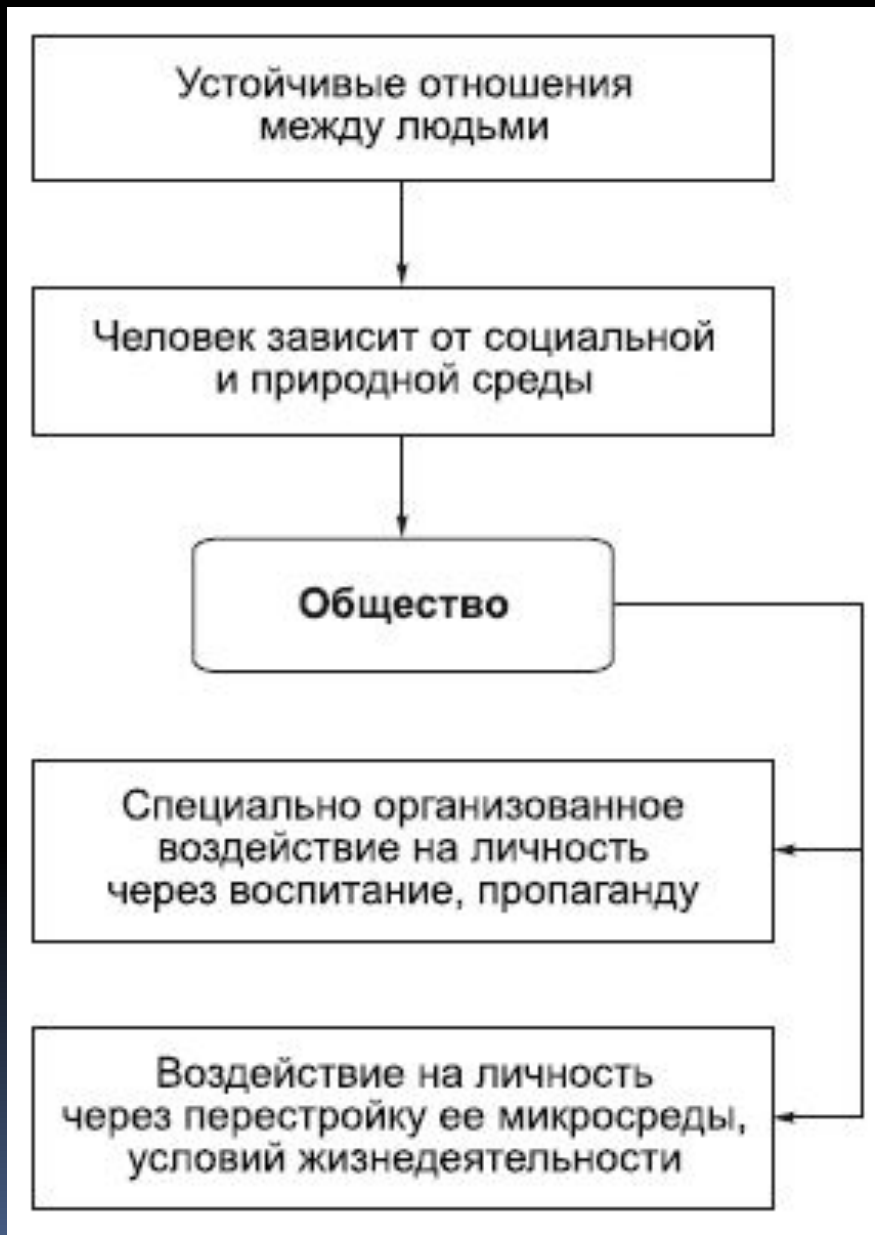 Устойчивые отношения
между людьми
Человек зависит от социальной
и природной среды
Общество
Специально организованное
воздействие на личность
через воспитание, пропаганду
Воздействие на личность
через перестройку ее микросреды,
условий жизнедеятельности